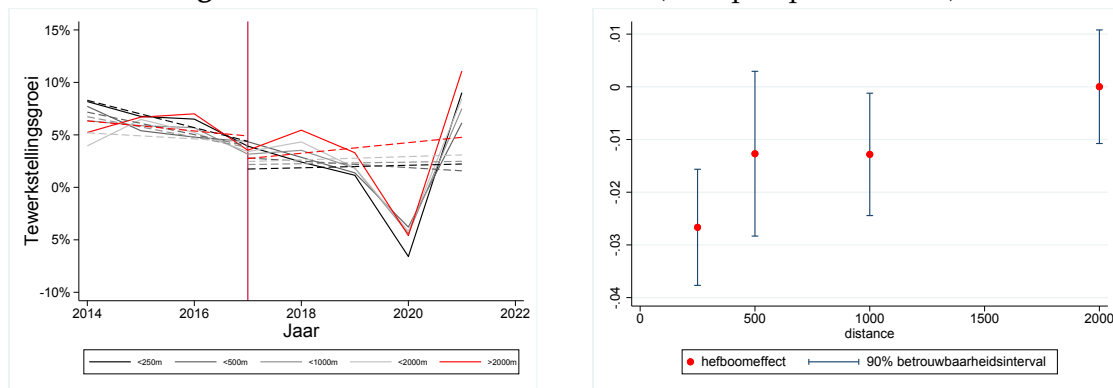 15%
10%
5%
0%
5%
-10%
Tewerkstellingsgroei
2014
2016
2018
2020
2022
Jaar
<250m
<500m
<1000m
<2000m
>2000m
.01
0
-.01
-.02
-.03
-.04
0
500
1000
1500
2000
distance
hefboomeffect
90% betrouwbaarheidsinterval